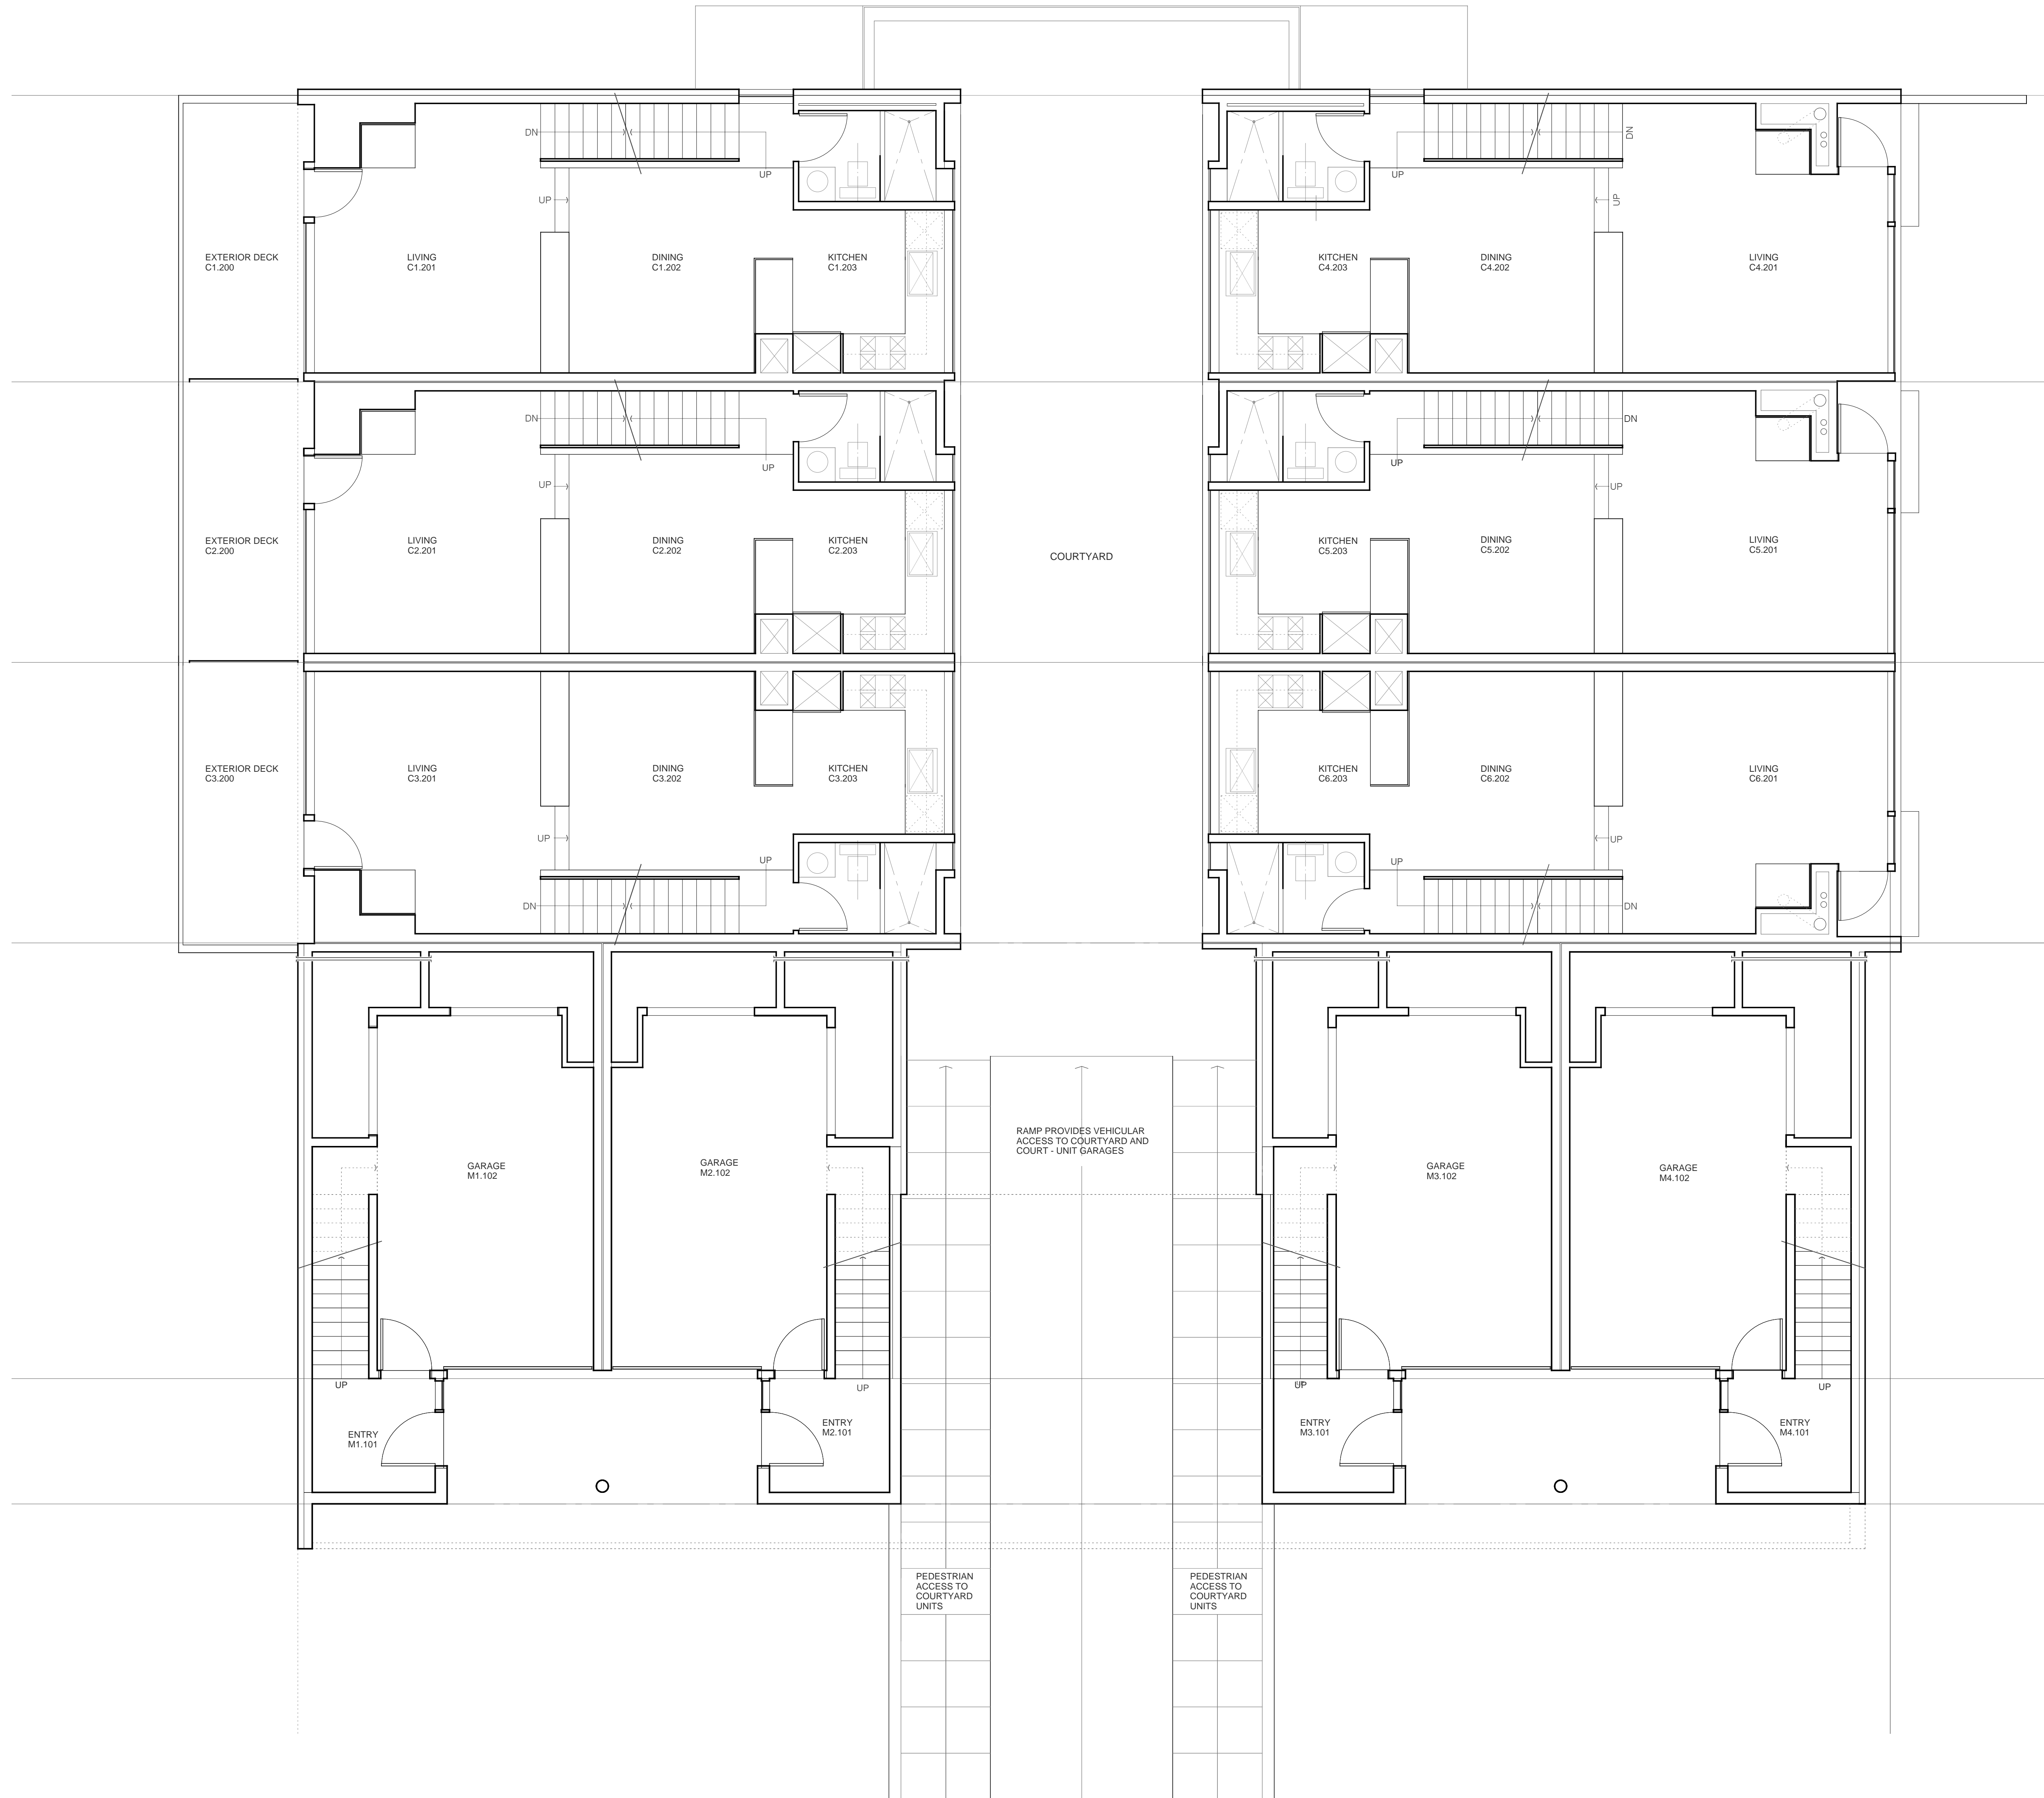 DN
UP
UP
EXTERIOR DECK
C1.200
LIVING
C1.201
DINING
C1.202
KITCHEN
C1.203
DN
UP
UP
KITCHEN
C4.203
DINING
C4.202
LIVING
C4.201
DN
UP
UP
EXTERIOR DECK
C2.200
LIVING
C2.201
DINING
C2.202
KITCHEN
C2.203
COURTYARD
DN
UP
UP
KITCHEN
C5.203
DINING
C5.202
LIVING
C5.201
EXTERIOR DECK
C3.200
LIVING
C3.201
DINING
C3.202
KITCHEN
C3.203
UP
UP
DN
KITCHEN
C6.203
DINING
C6.202
LIVING
C6.201
UP
UP
DN
RAMP PROVIDES VEHICULAR
ACCESS TO COURTYARD AND
COURT - UNIT GARAGES
GARAGE
M1.102
GARAGE
M2.102
GARAGE
M3.102
GARAGE
M4.102
UP
UP
UP
UP
ENTRY
M1.101
ENTRY
M2.101
ENTRY
M3.101
ENTRY
M4.101
PEDESTRIAN
ACCESS TO
COURTYARD
UNITS
PEDESTRIAN
ACCESS TO
COURTYARD
UNITS